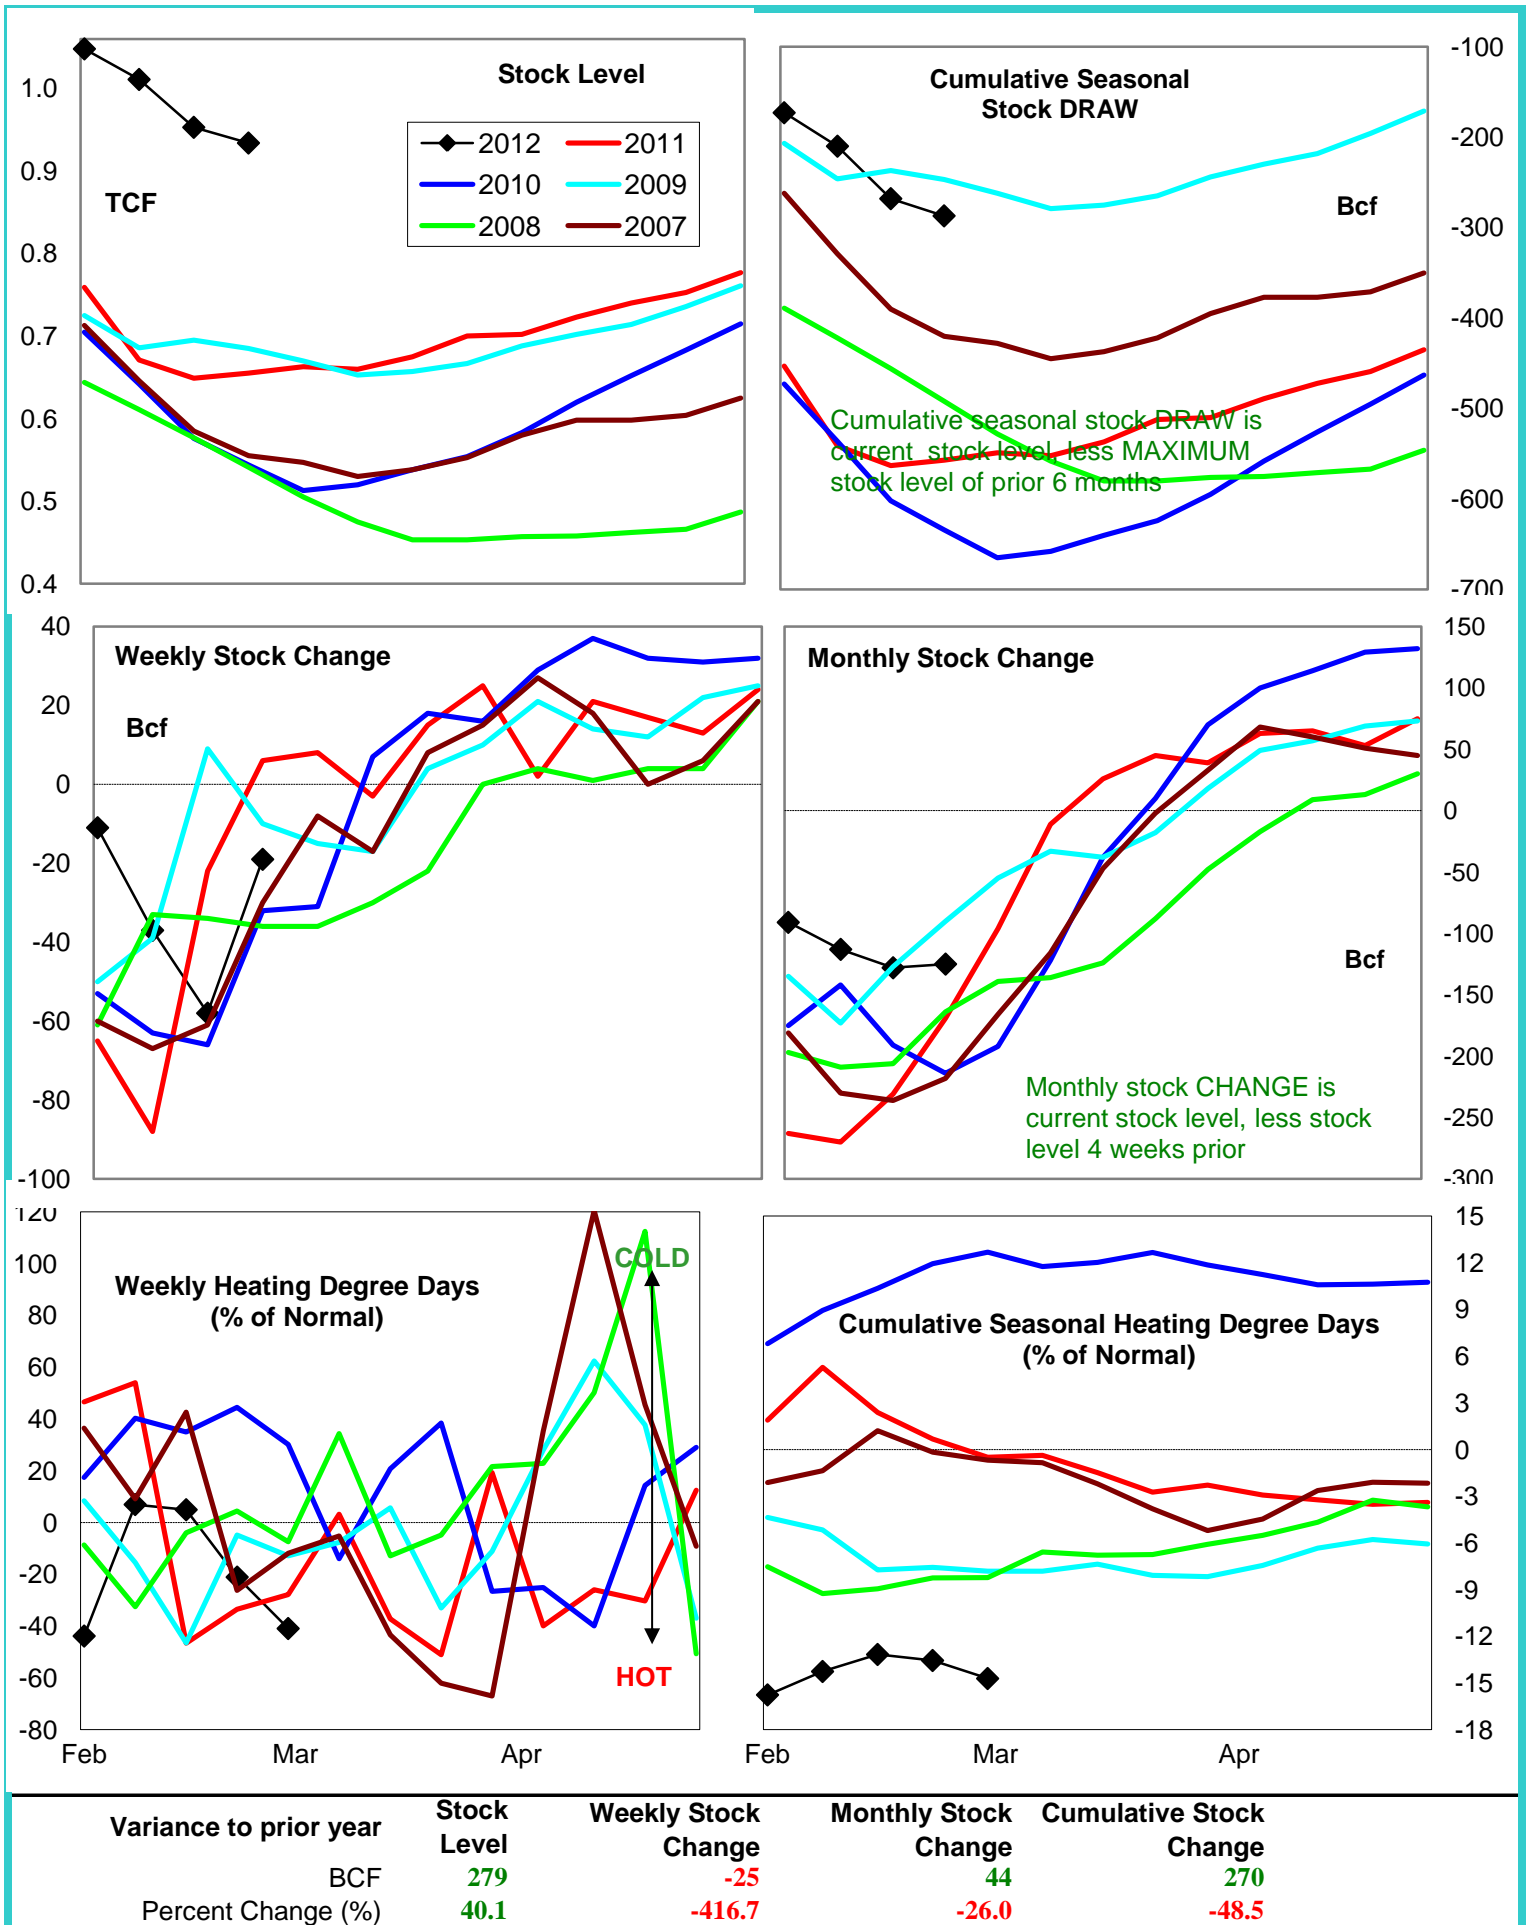 Stock Level
1.0
0.9
0.8
0.7
0.6
0.5
0.4
TCF
2012 2011
2010 2009
2008 2007
Cumulative Seasonal
Stock DRAW
Bcf
-100
-200
-300
-400
-500
-600
-700
Cumulative seasonal stock DRAW is
current stock level, less MAXIMUM
stock level of prior 6 months
Weekly Stock Change
Bcf
40
20
0
-20
-40
-60
-80
-100
Monthly Stock Change
Bcf
150
100
50
0
-50
-100
-150
-200
-250
-300
Monthly stock CHANGE is
current stock level, less stock
level 4 weeks prior
Weekly Heating Degree Days
(% of Normal)
120
100
80
60
40
20
0
-20
-40
-60
-80
COLD
HOT
Feb Mar Apr
Cumulative Seasonal Heating Degree Days
(% of Normal)
15
12
9
6
3
0
-3
-6
-9
-12
-15
-18
Feb Mar Apr
Variance to prior year Stock Level Weekly Stock Change Monthly Stock Change Cumulative Stock Change
BCF 279 -25 44 270
Percent Change (%) 40.1 -416.7 -26.0 -48.5